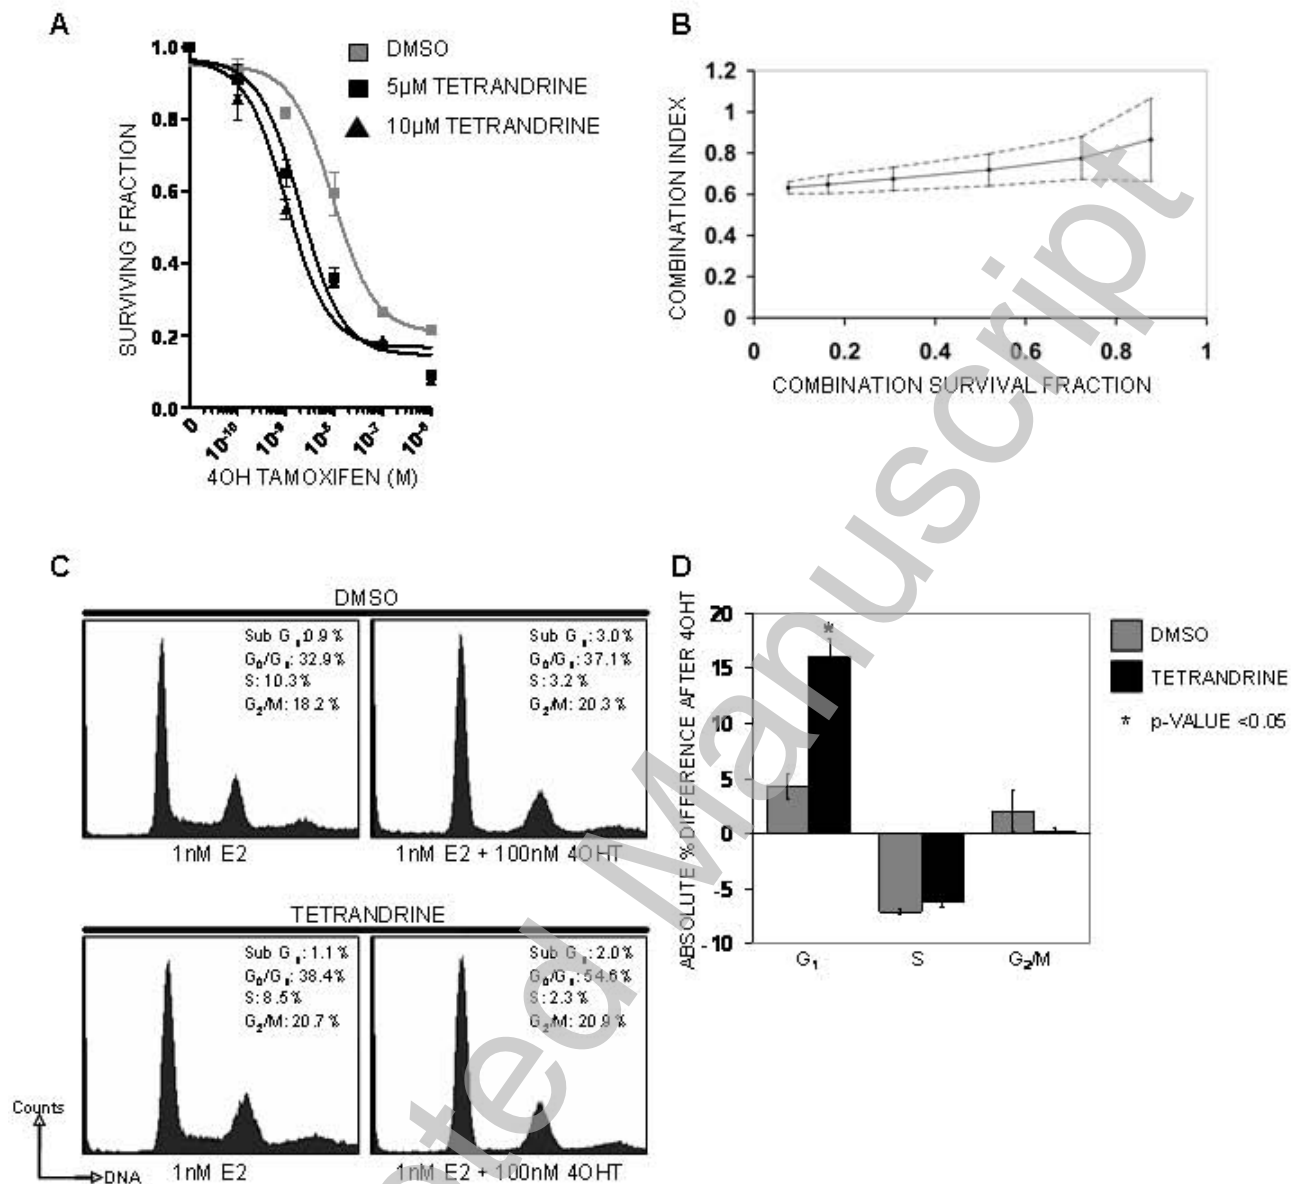 A
1.0
0.8
0.6
0.4
0.2
0.0
SURVIVING FRACTION
DMSO
5µM TETRANDRINE
10µM TETRANDRINE
0
10-10
10-9
10-8
10-7
10-6
4OH TAMOXIFEN (M)
B
1.2
1
0.8
0.6
0.4
0.2
0
COMBINATION INDEX
0
0.2
0.4
0.6
0.8
1
COMBINATION SURVIVAL FRACTION
C
DMSO
Sub G1: 0.9%
G0/G1: 32.9%
S: 10.3%
G2/M: 18.2%
1nM E2
Sub G1: 3.0%
G0/G1: 37.1%
S: 3.2%
G2/M: 20.3%
1nM E2 + 100nM 4OHT
TETRANDRINE
Sub G1: 1.1%
G0/G1: 38.4%
S: 8.5%
G2/M: 20.7%
1nM E2
Sub G1: 2.0%
G0/G1: 54.6%
S: 2.3%
G2/M: 20.9%
1nM E2 + 100nM 4OHT
Counts
DNA
D
20
15
10
5
0
-5
-10
ABSOLUTE % DIFFERENCE AFTER 4OHT
*
G1
S
G2/M
DMSO
TETRANDRINE
* p-VALUE <0.05
Manuscript